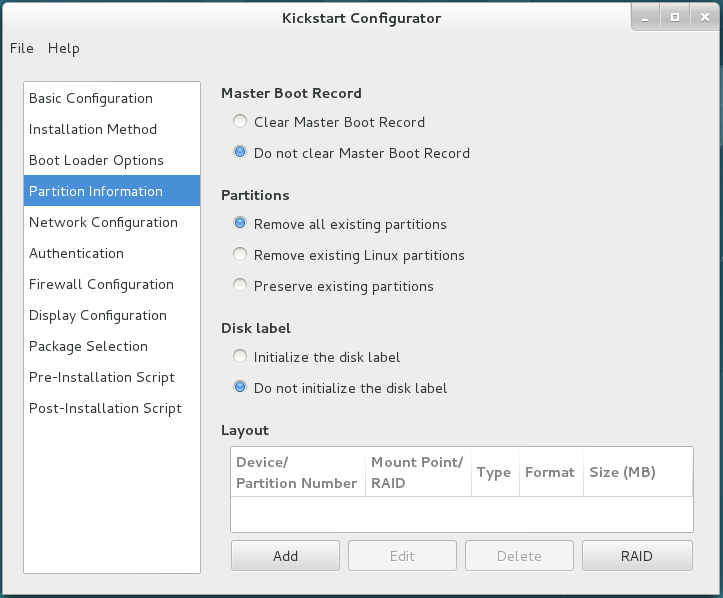 Kickstart Configurator
File Help
Basic Configuration
Installation Method
Boot Loader Options
Partition Information
Network Configuration
Authentication
Firewall Configuration
Display Configuration
Package Selection
Pre-Installation Script
Post-Installation Script
Master Boot Record
Clear Master Boot Record
Do not clear Master Boot Record
Partitions
Remove all existing partitions
Remove existing Linux partitions
Preserve existing partitions
Disk label
Initialize the disk label
Do not initialize the disk label
Layout
Device/
Partition Number
Mount Point/
RAID
Type
Format
Size (MB)
Add
Edit
Delete
RAID